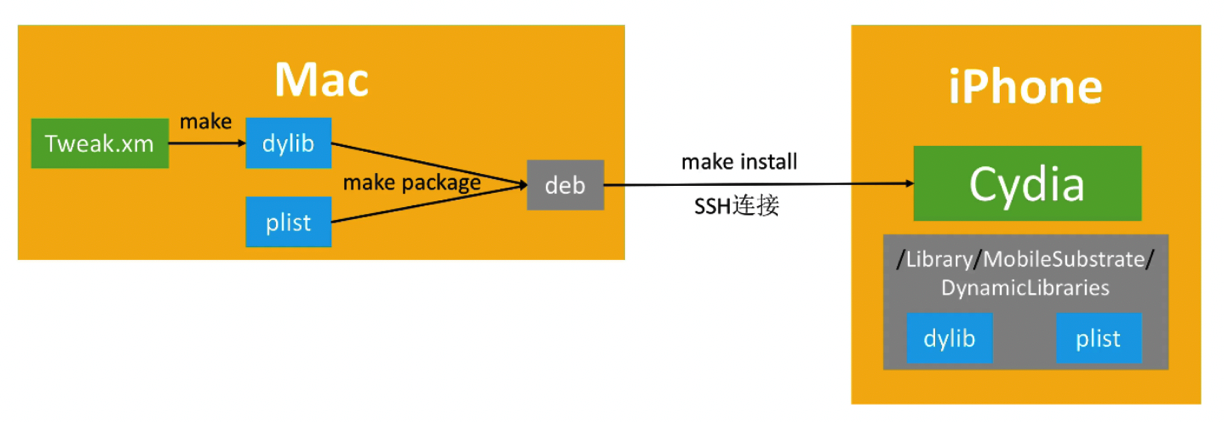 Mac
Tweak.xm
make
dylib
make package
plist
deb
make install
SSH连接
iPhone
Cydia
/Library/MobileSubstrate/
DynamicLibraries
dylib
plist